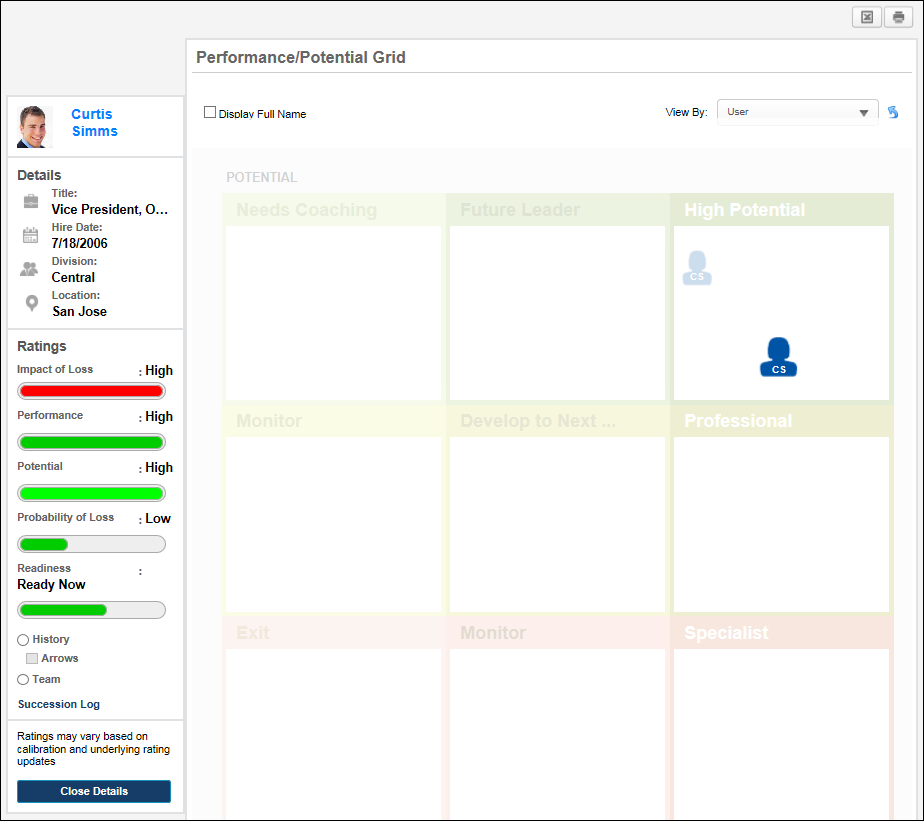 Performance/Potential Grid
Curtis
Simms
Details
Title:
Vice President, O...
Hire Date:
7/18/2006
Division:
Central
Location:
San Jose
Ratings
Impact of Loss : High
Performance : High
Potential : High
Probability of Loss : Low
Readiness :
Ready Now
History
Arrows
Team
Succession Log
Ratings may vary based on
calibration and underlying rating
updates
Close Details
Display Full Name
View By: User
POTENTIAL
Needs Coaching Future Leader High Potential
CS
CS
Monitor Develop to Next ... Professional
Exit Monitor Specialist